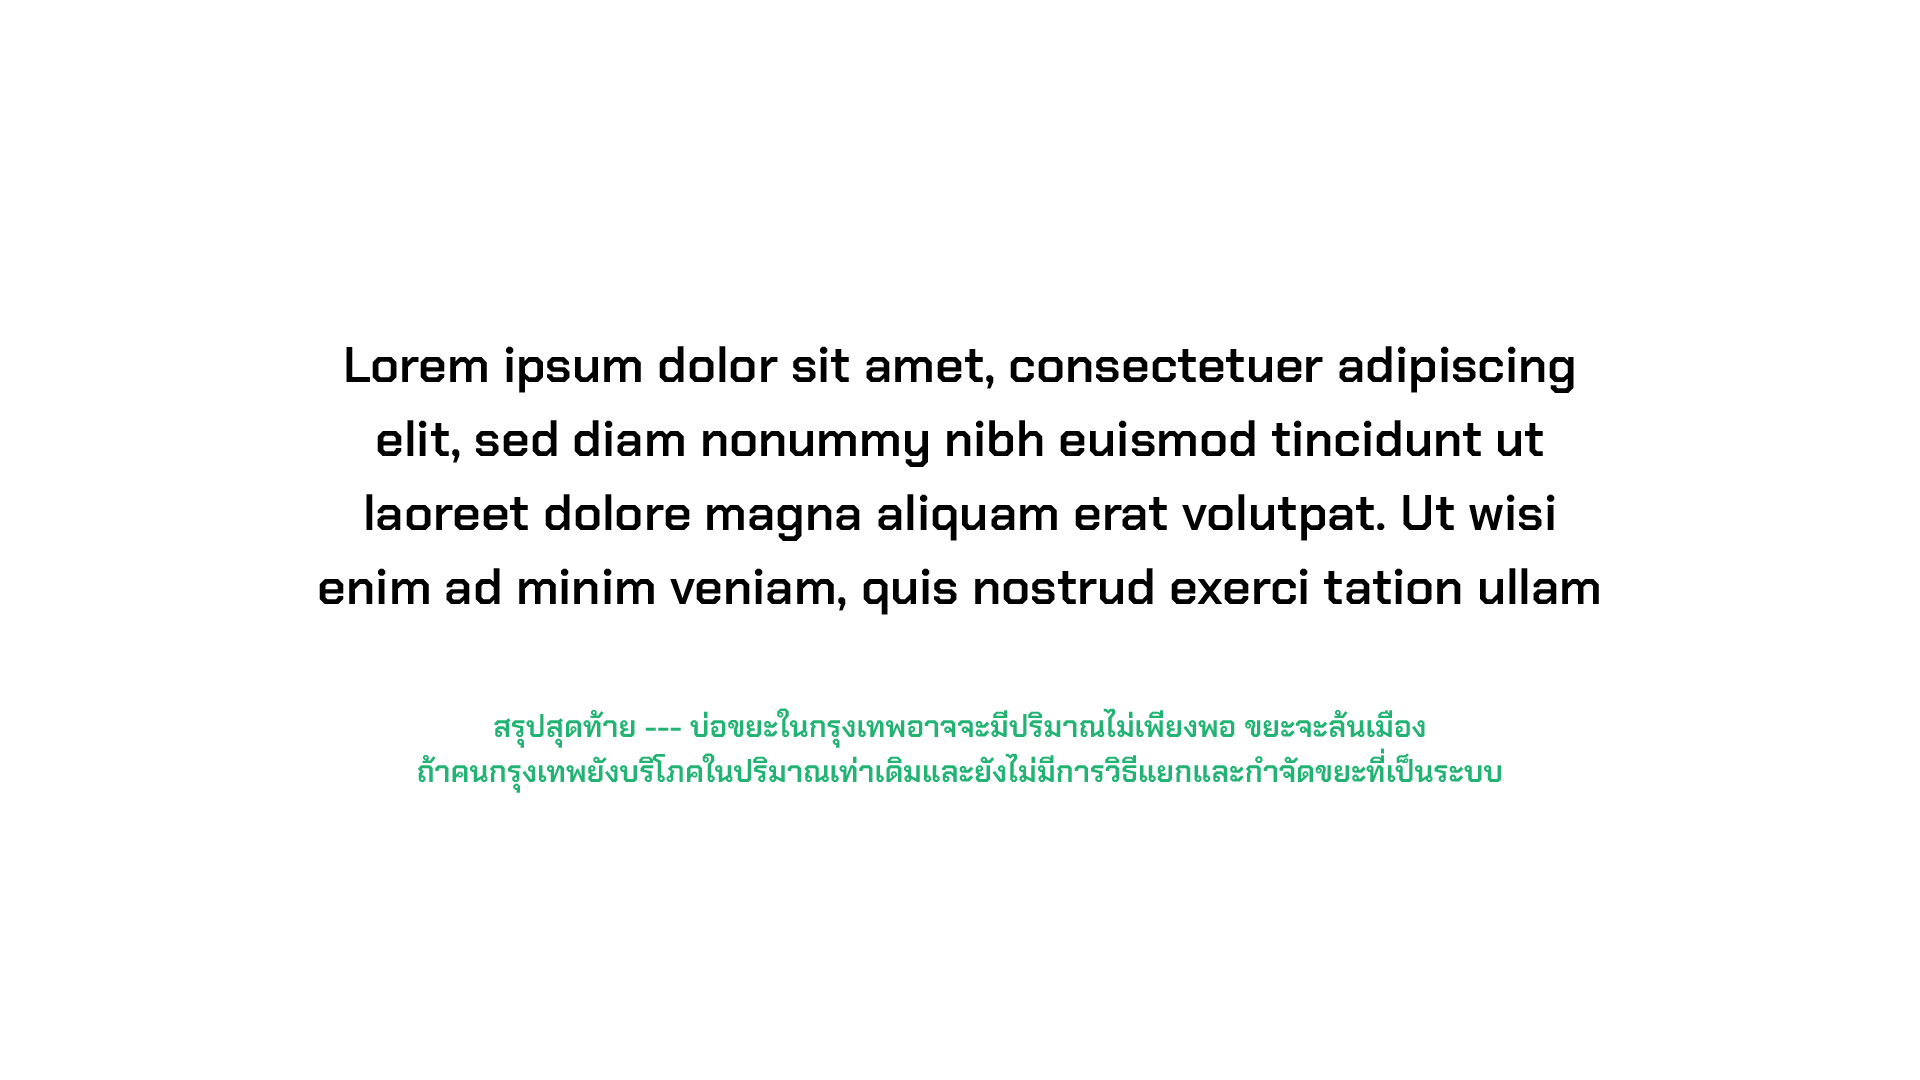 Lorem ipsum dolor sit amet, consectetuer adipiscing
elit, sed diam nonummy nibh euismod tincidunt ut
laoreet dolore magna aliquam erat volutpat. Ut wisi
enim ad minim veniam, quis nostrud exerci tation ullam
สรุปสุดท้าย --- บ่อขยะในกรุงเทพอาจจะมีปริมาณไม่เพียงพอ ขยะจะล้นเมือง
ถ้าคนกรุงเทพยังบริโภคในปริมาณเท่าเดิมและยังไม่มีการวิธีแยกและกำจัดขยะที่เป็นระบบ